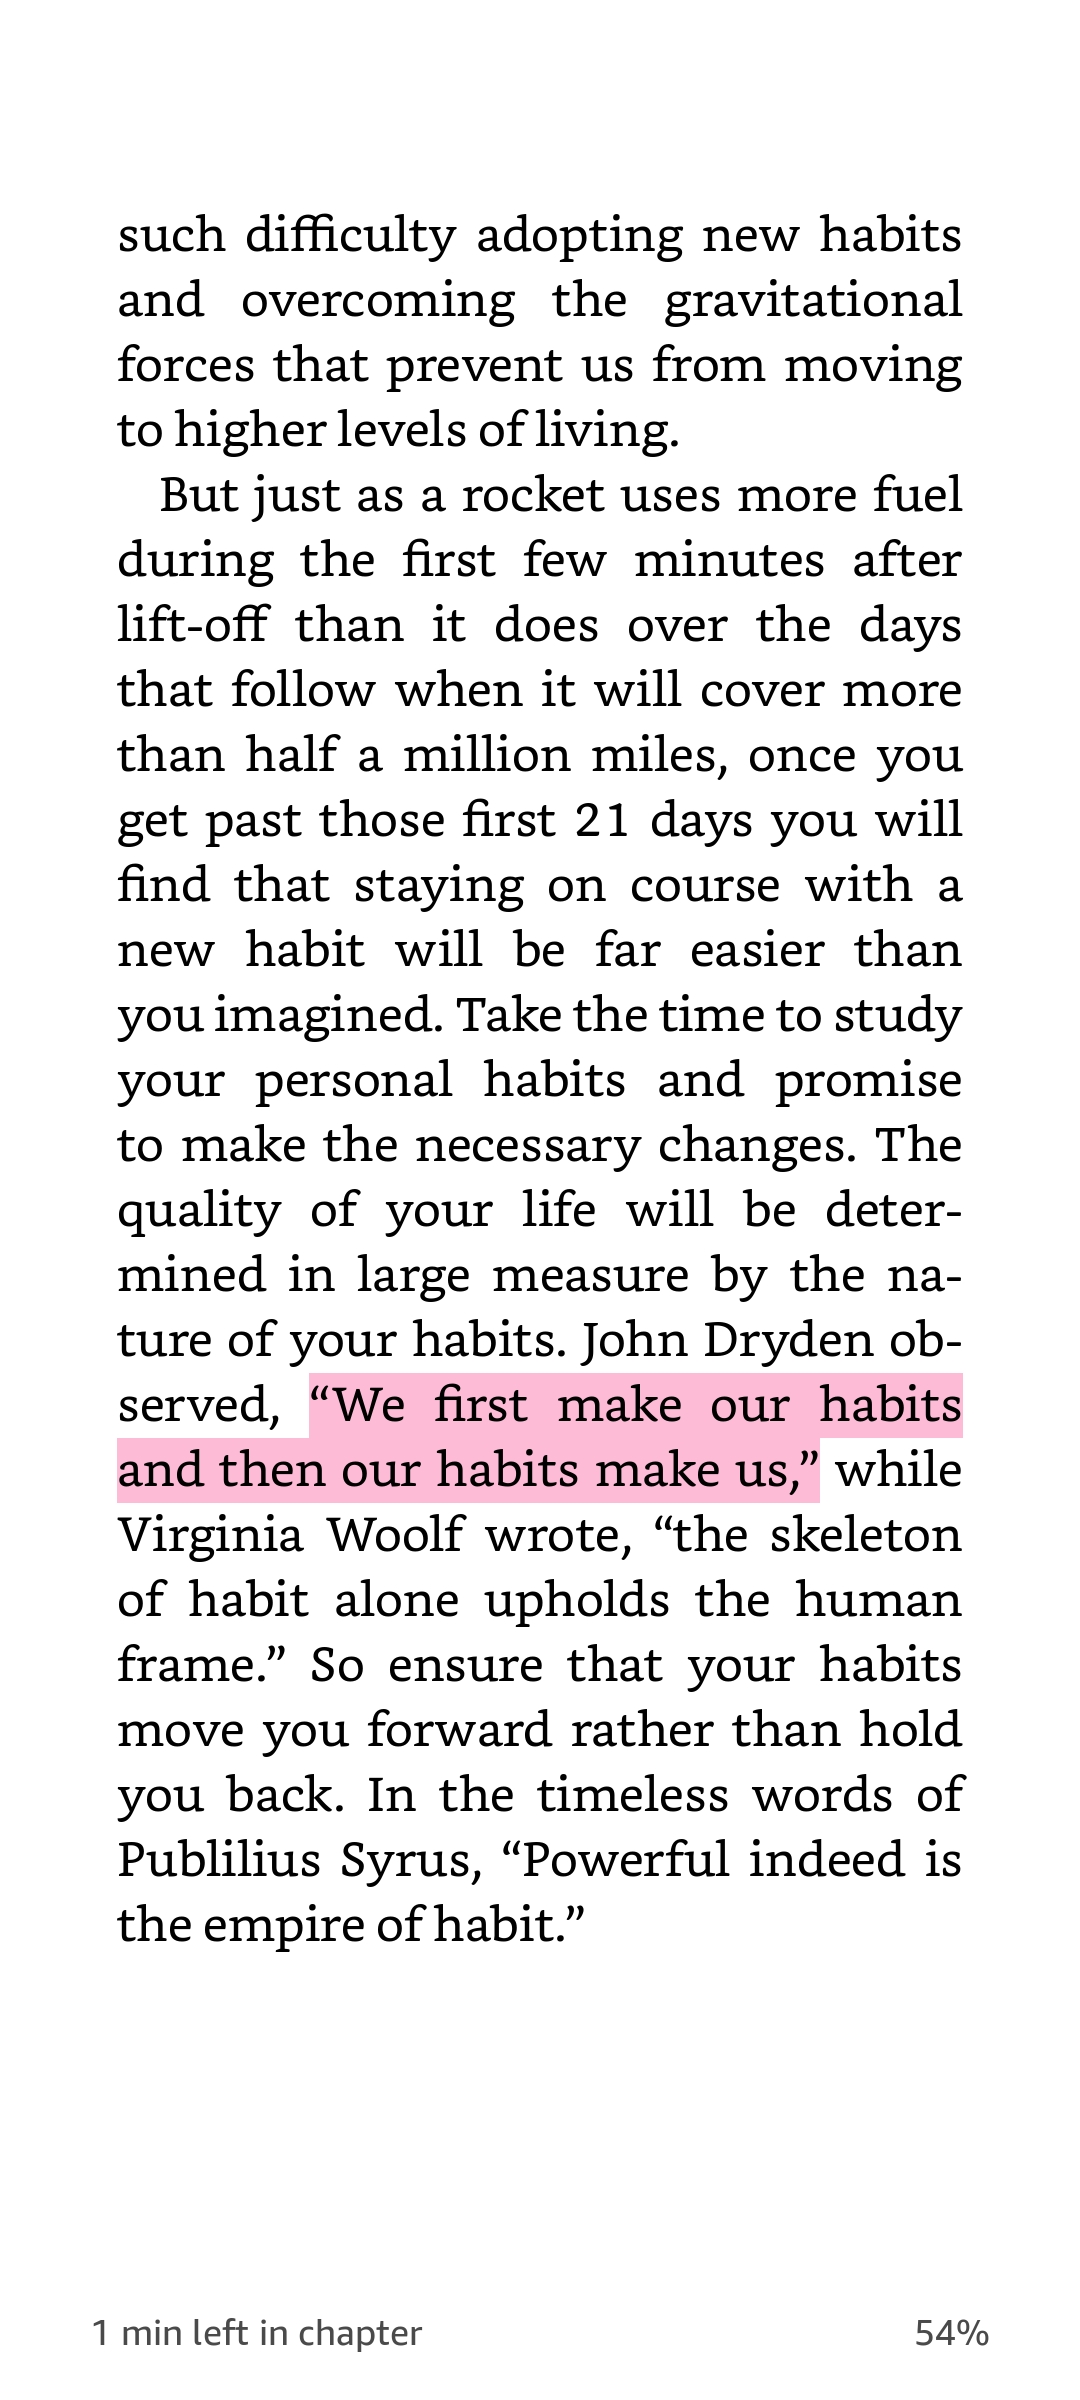 such difficulty adopting new habits
and overcoming the gravitational
forces that prevent us from moving
to higher levels of living.
But just as a rocket uses more fuel
during the first few minutes after
lift-off than it does over the days
that follow when it will cover more
than half a million miles, once you
get past those first 21 days you will
find that staying on course with a
new habit will be far easier than
you imagined. Take the time to study
your personal habits and promise
to make the necessary changes. The
quality of your life will be deter-
mined in large measure by the na-
ture of your habits. John Dryden ob-
served, “We first make our habits
and then our habits make us,” while
Virginia Woolf wrote, “the skeleton
of habit alone upholds the human
frame.” So ensure that your habits
move you forward rather than hold
you back. In the timeless words of
Publilius Syrus, “Powerful indeed is
the empire of habit.”
1 min left in chapter 54%